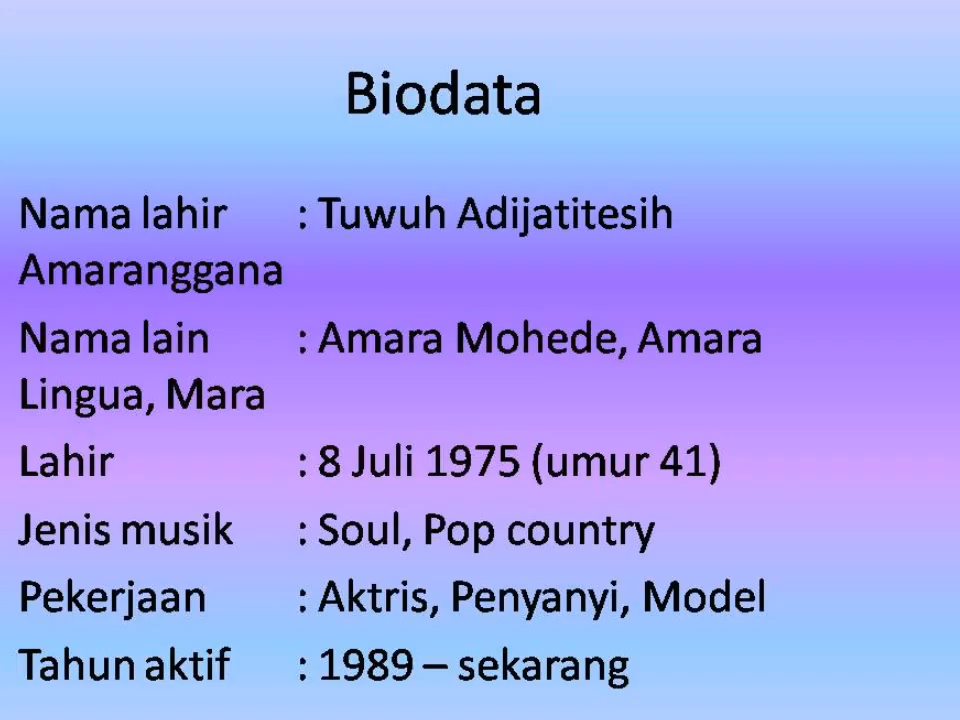 Biodata
Nama lahir : Tuwuh Adijatitesih
Amaranggana
Nama lain : Amara Mohede, Amara
Lingua, Mara
Lahir : 8 Juli 1975 (umur 41)
Jenis musik : Soul, Pop country
Pekerjaan : Aktris, Penyanyi, Model
Tahun aktif : 1989 – sekarang